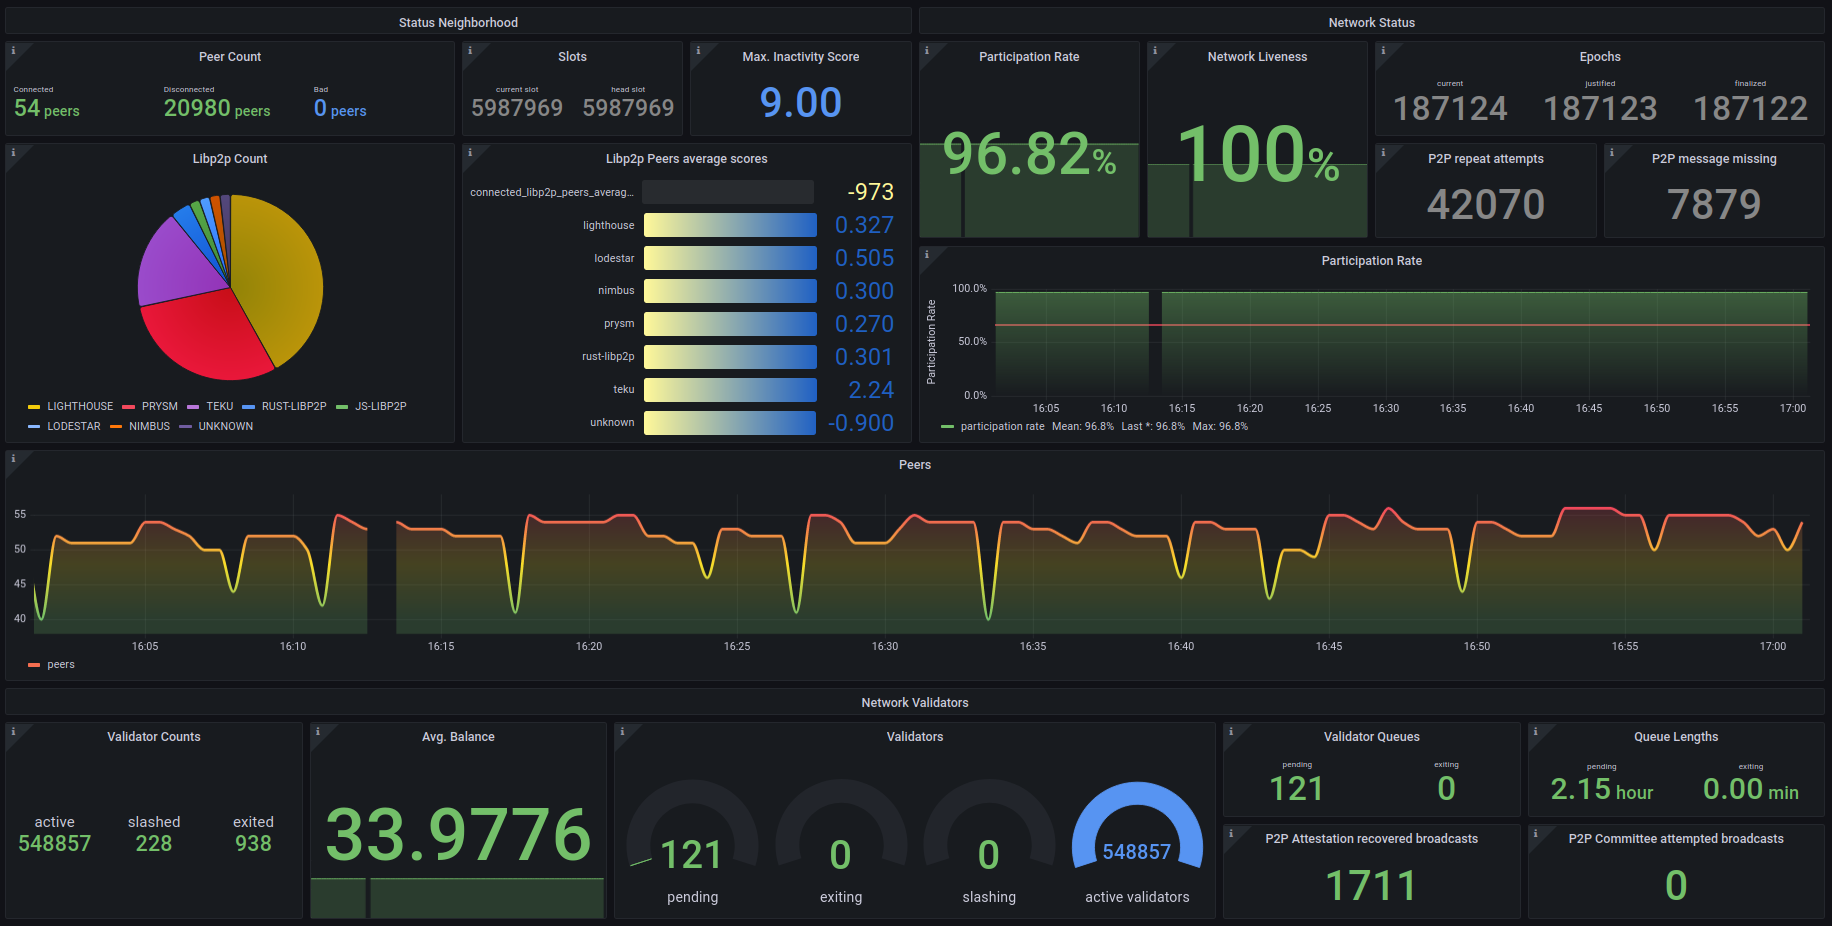 Status Neighborhood
Network Status
Peer Count
Connected
54 peers
Disconnected
20980 peers
Bad
0 peers
Slots
current slot
5987969
head slot
5987969
Max. Inactivity Score
9.00
Participation Rate
96.82%
Network Liveness
100%
Epochs
current
187124
justified
187123
finalized
187122
Libp2p Count
LIGHTHOUSE PRYSM TEKU RUST-LIBP2P JS-LIBP2P
LODESTAR NIMBUS UNKNOWN
Libp2p Peers average scores
connected_libp2p_peers_averag... -973
lighthouse 0.327
lodestar 0.505
nimbus 0.300
prysm 0.270
rust-libp2p 0.301
teku 2.24
unknown -0.900
P2P repeat attempts
42070
P2P message missing
7879
Participation Rate
Participation Rate
100.0%
50.0%
0.0%
16:05 16:10 16:15 16:20 16:25 16:30 16:35 16:40 16:45 16:50 16:55 17:00
participation rate Mean: 96.8% Last *: 96.8% Max: 96.8%
Peers
55
50
45
40
16:05 16:10 16:15 16:20 16:25 16:30 16:35 16:40 16:45 16:50 16:55 17:00
peers
Network Validators
Validator Counts
active
548857
slashed
228
exited
938
Avg. Balance
33.9776
Validators
121
pending
0
exiting
0
slashing
548857
active validators
Validator Queues
pending
121
exiting
0
Queue Lengths
pending
2.15 hour
exiting
0.00 min
P2P Attestation recovered broadcasts
1711
P2P Committee attempted broadcasts
0